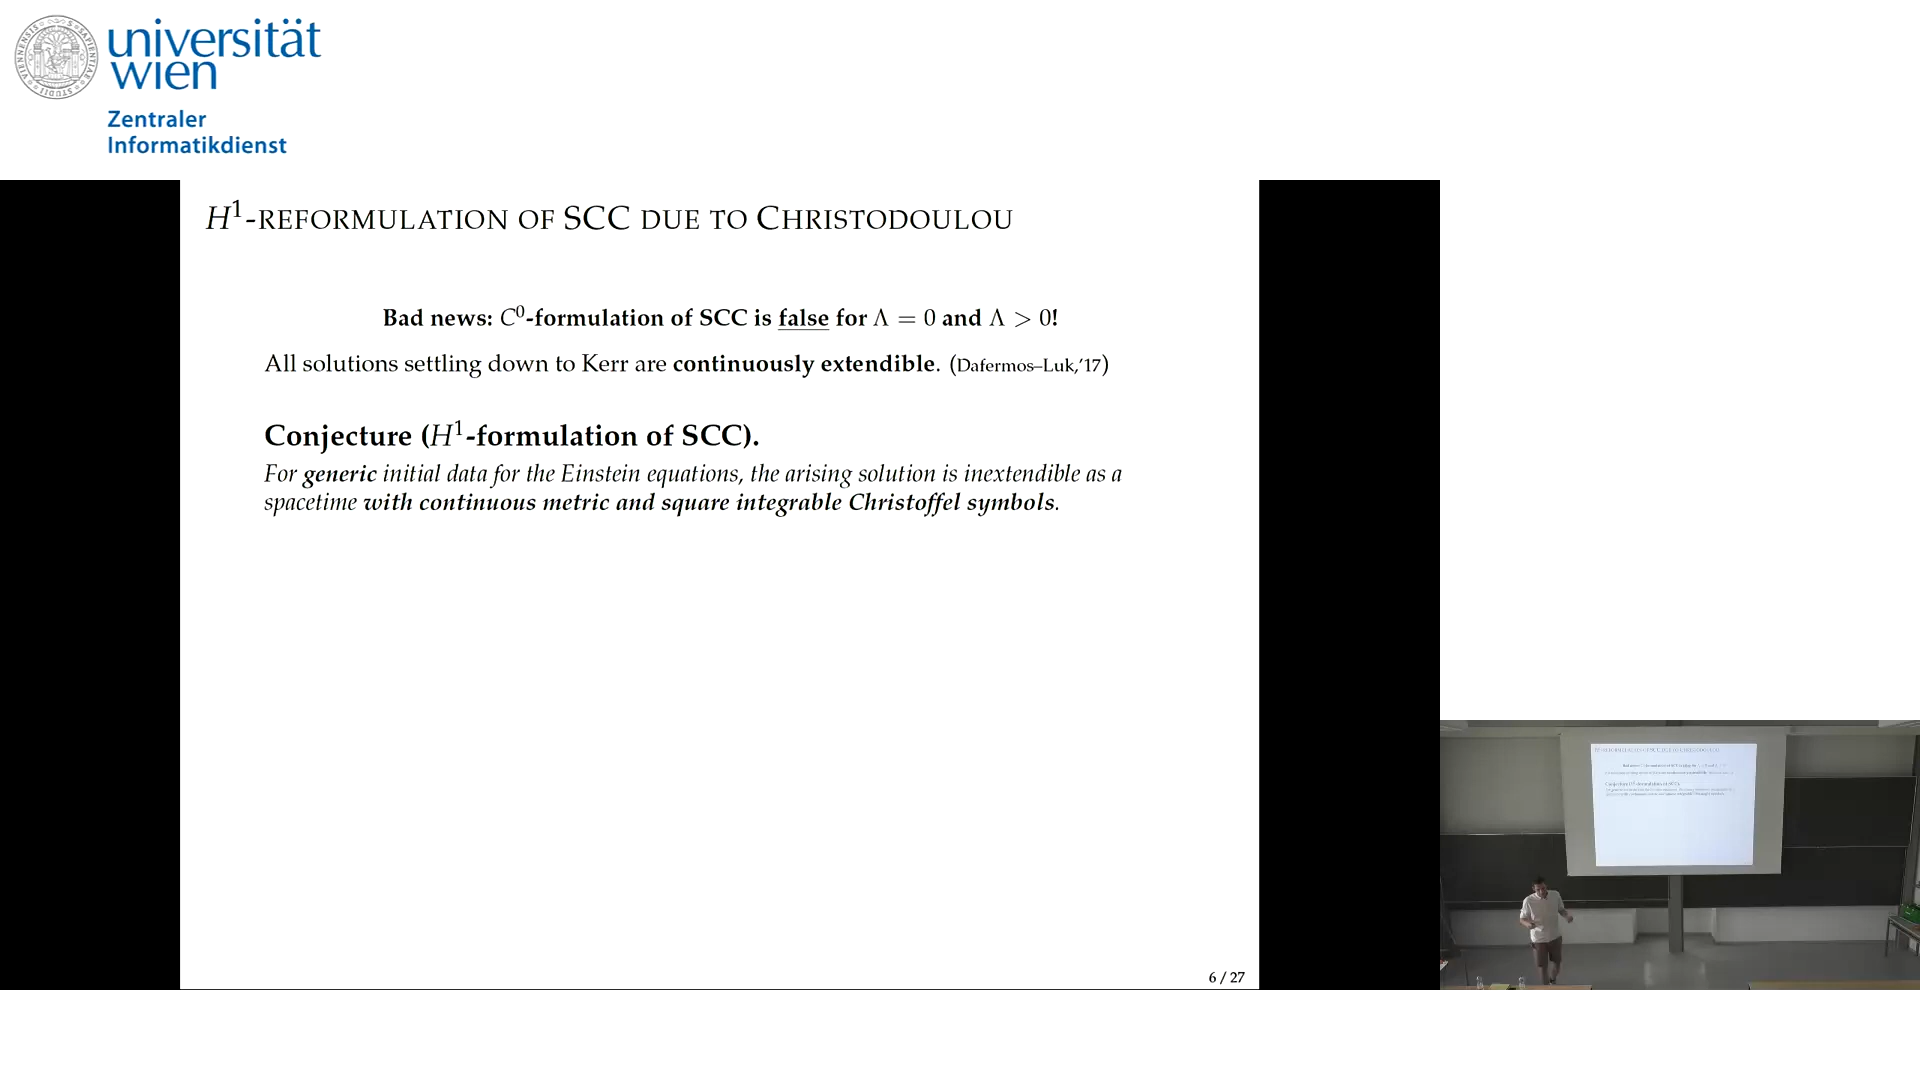 universität
wien
Zentraler
Informatikdienst
H¹-REFORMULATION OF SCC DUE TO CHRISTODOULOU
Bad news: C⁰-formulation of SCC is false for Λ = 0 and Λ > 0!
All solutions settling down to Kerr are continuously extendible. (Dafermos–Luk,'17)
Conjecture (H¹-formulation of SCC).
For generic initial data for the Einstein equations, the arising solution is inextendible as a
spacetime with continuous metric and square integrable Christoffel symbols.
6 / 27